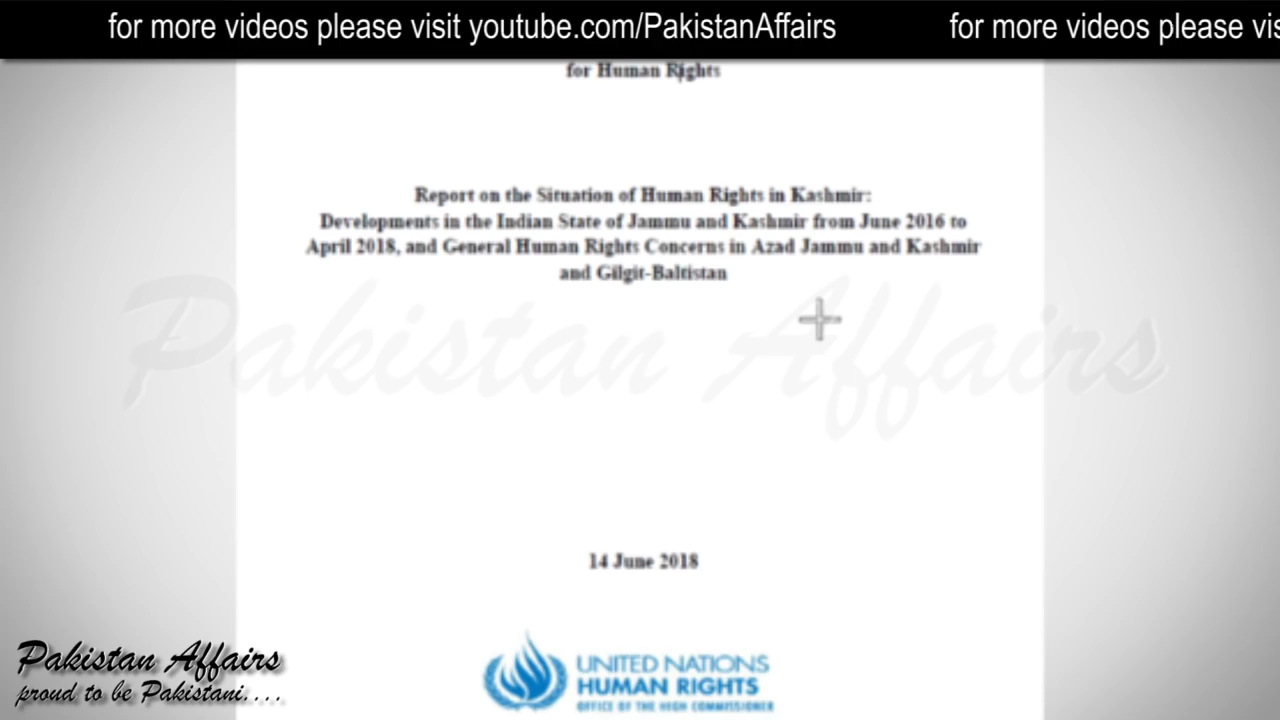 for more videos please visit youtube.com/PakistanAffairs for more videos please vis
for Human Rights
Report on the Situation of Human Rights in Kashmir:
Developments in the Indian State of Jammu and Kashmir from June 2016 to
April 2018, and General Human Rights Concerns in Azad Jammu and Kashmir
and Gilgit-Baltistan
Pakistan Affairs
14 June 2018
UNITED NATIONS
HUMAN RIGHTS
OFFICE OF THE HIGH COMMISSIONER
Pakistan Affairs
proud to be Pakistani....